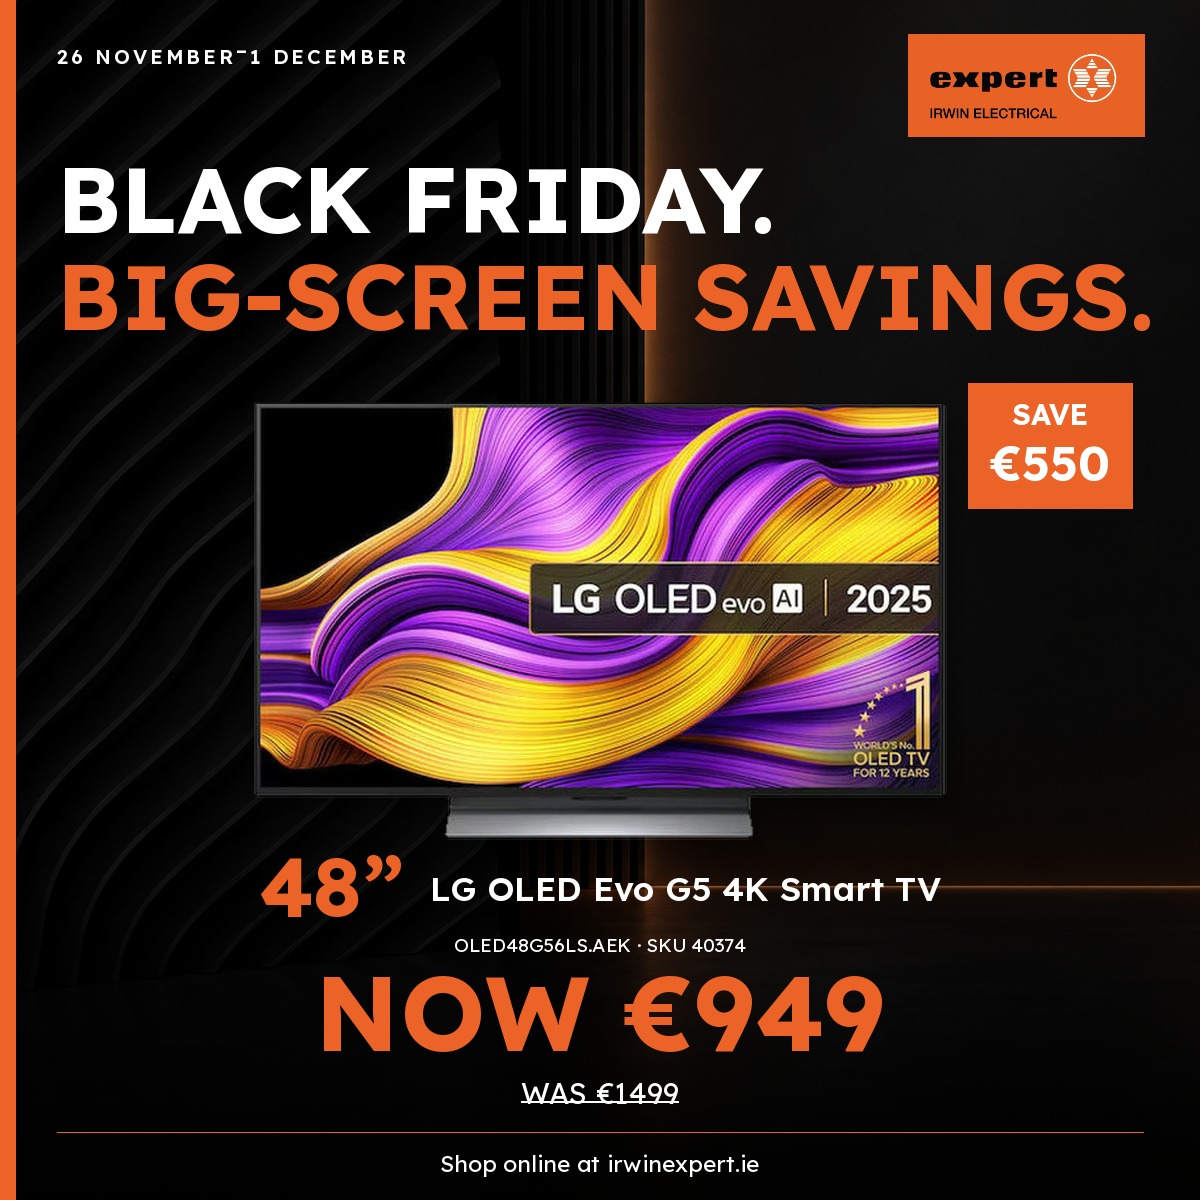 26 NOVEMBER–1 DECEMBER
expert
IRWIN ELECTRICAL
BLACK FRIDAY.
BIG-SCREEN SAVINGS.
SAVE
€550
LG OLED evo AI | 2025
1
WORLD'S No.
OLED TV
FOR 12 YEARS
48” LG OLED Evo G5 4K Smart TV
OLED48G56LS.AEK · SKU 40374
NOW €949
WAS €1499
Shop online at irwinexpert.ie